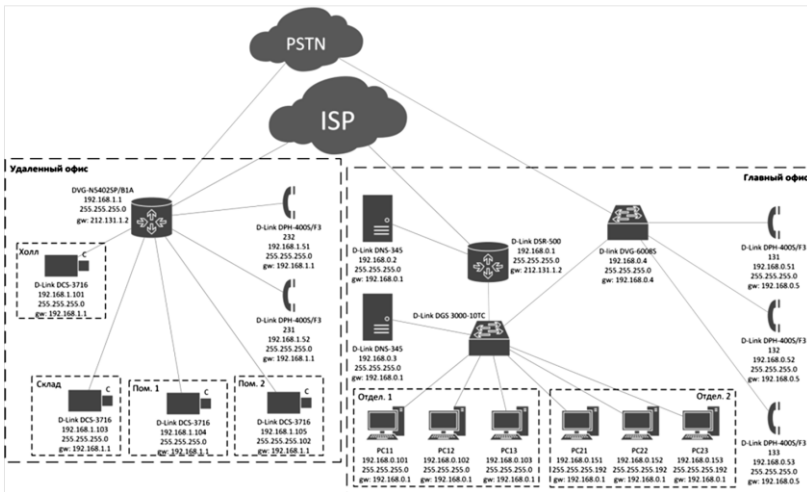 PSTN
ISP
Удаленный офис
DVG-N5402SP/B1A
192.168.1.1
255.255.255.0
gw: 212.131.1.2
D-Link DPH-400S/F3
232
192.168.1.51
255.255.255.0
gw: 192.168.1.1
Холл
C
D-Link DCS-3716
192.168.1.101
255.255.255.0
gw: 192.168.1.1
D-Link DPH-400S/F3
231
192.168.1.52
255.255.255.0
gw: 192.168.1.1
Склад
C
D-Link DCS-3716
192.168.1.103
255.255.255.0
gw: 192.168.1.1
Пом. 1
C
D-Link DCS-3716
192.168.1.104
255.255.255.0
gw: 192.168.1.1
Пом. 2
C
D-Link DCS-3716
192.168.1.105
255.255.255.102
gw: 192.168.1.1
Главный офис
D-Link DNS-345
192.168.0.2
255.255.255.0
gw: 192.168.0.1
D-Link DSR-500
192.168.0.1
255.255.255.0
gw: 212.131.1.2
D-link DVG-6008S
192.168.0.4
255.255.255.0
gw: 192.168.0.4
D-Link DPH-400S/F3
131
192.168.0.51
255.255.255.0
gw: 192.168.0.5
D-Link DNS-345
192.168.0.3
255.255.255.0
gw: 192.168.0.1
D-Link DGS 3000-10TC
D-Link DPH-400S/F3
132
192.168.0.52
255.255.255.0
gw: 192.168.0.5
Отдел. 1
PC11
192.168.0.101
255.255.255.0
gw: 192.168.0.1
PC12
192.168.0.102
255.255.255.0
gw: 192.168.0.1
PC13
192.168.0.103
255.255.255.0
gw: 192.168.0.1
Отдел. 2
PC21
192.168.0.151
255.255.255.192
gw: 192.168.0.1
PC22
192.168.0.152
255.255.255.192
gw: 192.168.0.1
PC23
192.168.0.153
255.255.255.192
gw: 192.168.0.1
D-Link DPH-400S/F3
133
192.168.0.53
255.255.255.0
gw: 192.168.0.5